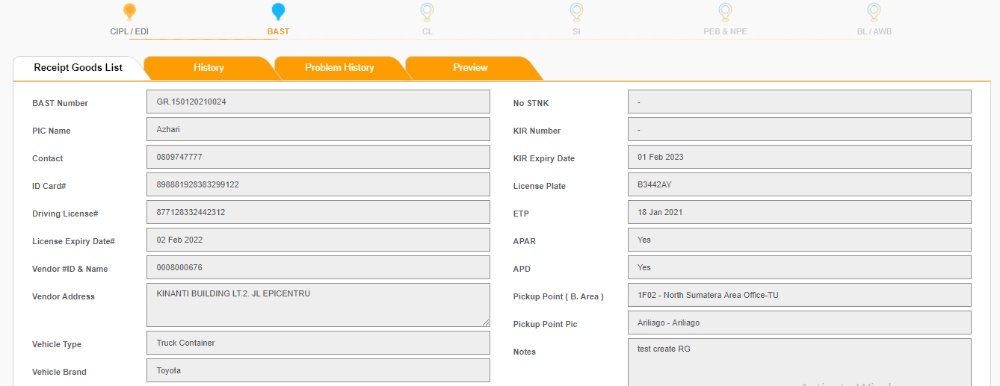 CIPL / EDI
BAST
CL
SI
PEB & NPE
BL / AWB
Receipt Goods List
History
Problem History
Preview
BAST Number
GR.150120210024
PIC Name
Azhari
Contact
0809747777
ID Card#
898881928383299122
Driving License#
877128332442312
License Expiry Date#
02 Feb 2022
Vendor #ID & Name
0008000676
Vendor Address
KINANTI BUILDING LT.2. JL EPICENTRU
Vehicle Type
Truck Container
Vehicle Brand
Toyota
No STNK
-
KIR Number
-
KIR Expiry Date
01 Feb 2023
License Plate
B3442AY
ETP
18 Jan 2021
APAR
Yes
APD
Yes
Pickup Point ( B. Area )
1F02 - North Sumatera Area Office-TU
Pickup Point Pic
Ariliago - Ariliago
Notes
test create RG